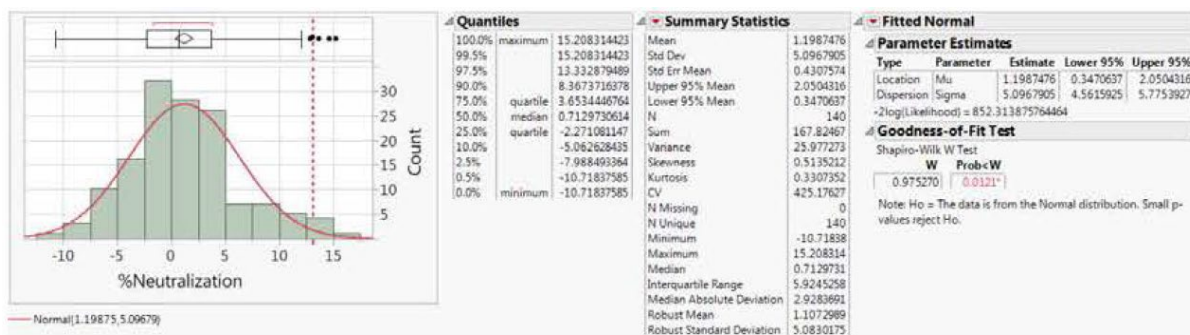 30
20
10
5
Count
-10 -5 0 5 10 15
%Neutralization
Normal(1.19875,5.09679)
Quantiles
100.0% maximum 15.208314423
99.5% 15.208314423
97.5% 13.332879489
90.0% 8.3673716378
75.0% quartile 3.6534446764
50.0% median 0.7129730614
25.0% quartile -2.271081147
10.0% -5.062628435
2.5% -7.988493364
0.5% -10.71837585
0.0% minimum -10.71837585
Summary Statistics
Mean 1.1987476
Std Dev 5.0967905
Std Err Mean 0.4307574
Upper 95% Mean 2.0504316
Lower 95% Mean 0.3470637
N 140
Sum 167.82467
Variance 25.977273
Skewness 0.5135212
Kurtosis 0.3307352
CV 425.17627
N Missing 0
N Unique 140
Minimum -10.71838
Maximum 15.208314
Median 0.7129731
Interquartile Range 5.9245258
Median Absolute Deviation 2.9283691
Robust Mean 1.1072989
Robust Standard Deviation 5.0830175
Fitted Normal
Parameter Estimates
Type Parameter Estimate Lower 95% Upper 95%
Location Mu 1.1987476 0.3470637 2.0504316
Dispersion Sigma 5.0967905 4.5615925 5.7753927
-2log(Likelihood) = 852.313875764464
Goodness-of-Fit Test
Shapiro-Wilk W Test
W Prob<W
0.975270 0.0121*
Note: Ho = The data is from the Normal distribution. Small p-
values reject Ho.